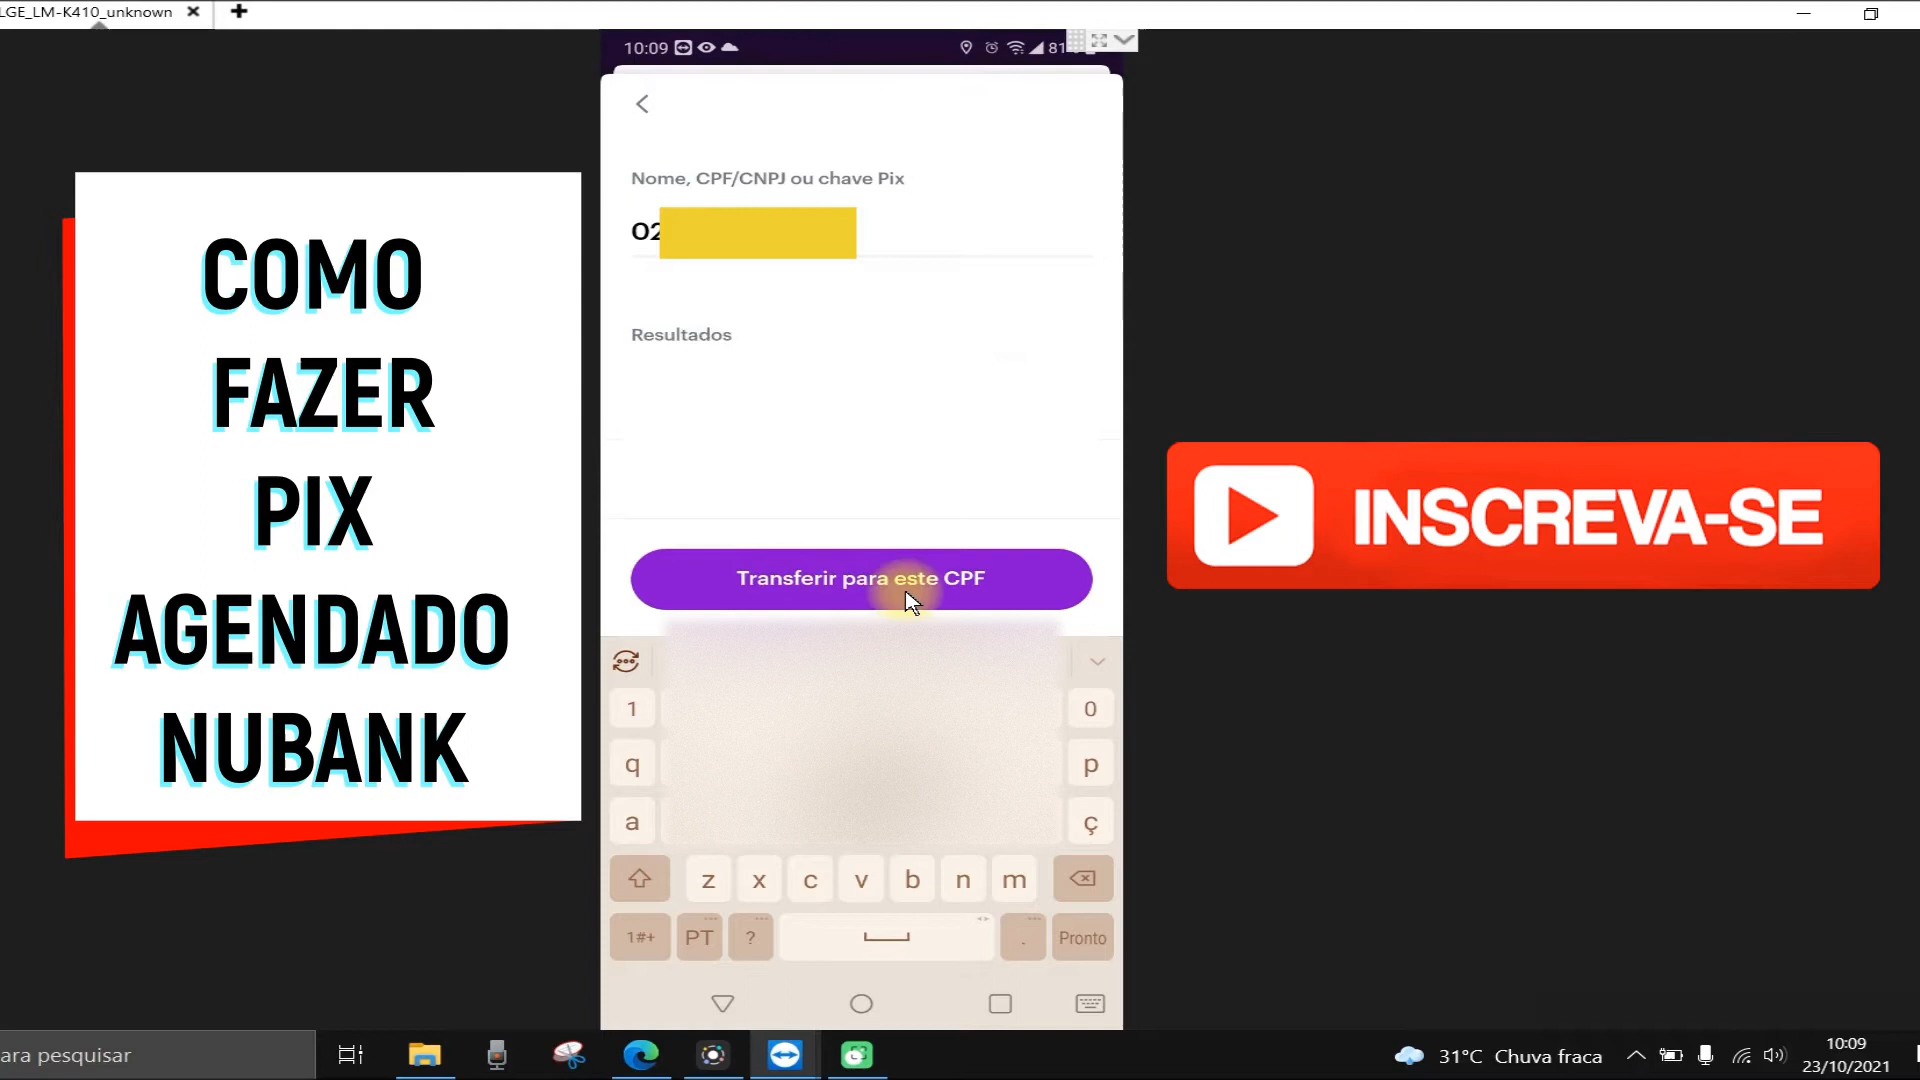 LGE_LM-K410_unknown
10:09
81
Nome, CPF/CNPJ ou chave Pix
02
Resultados
Transferir para este CPF
1
0
q
p
a
ç
z x c v b n m
1#+ PT ? . Pronto
COMO
FAZER
PIX
AGENDADO
NUBANK
INSCREVA-SE
ara pesquisar
31°C Chuva fraca
10:09
23/10/2021